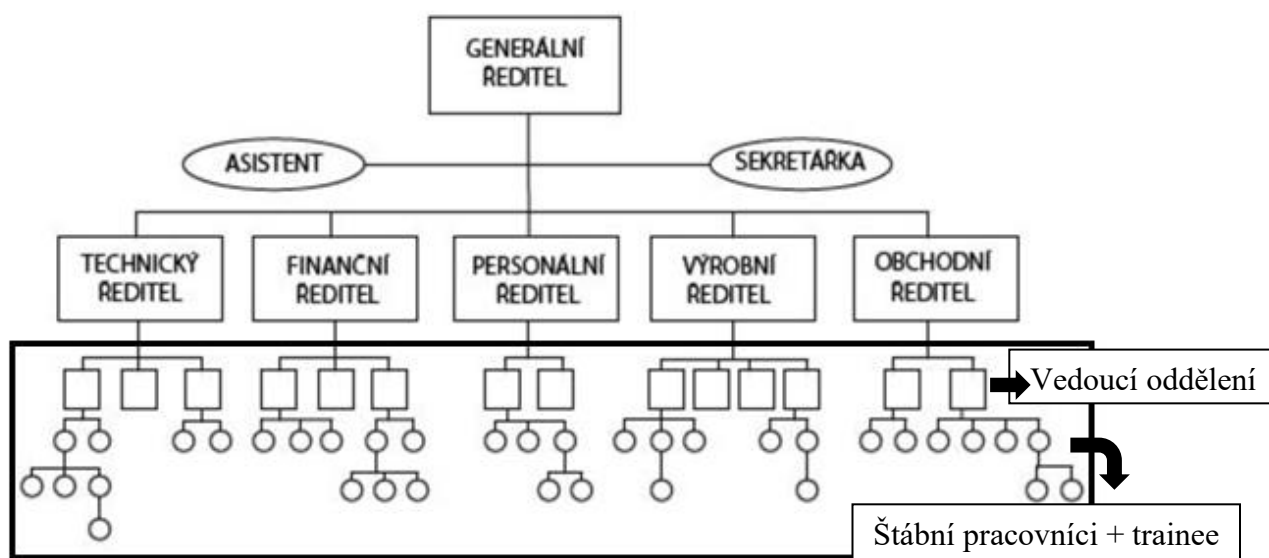 GENERÁLNÍ
ŘEDITEL
ASISTENT
SEKRETÁŘKA
TECHNICKÝ
ŘEDITEL
FINANČNÍ
ŘEDITEL
PERSONÁLNÍ
ŘEDITEL
VÝROBNÍ
ŘEDITEL
OBCHODNÍ
ŘEDITEL
Vedoucí oddělení
Štábní pracovníci + trainee